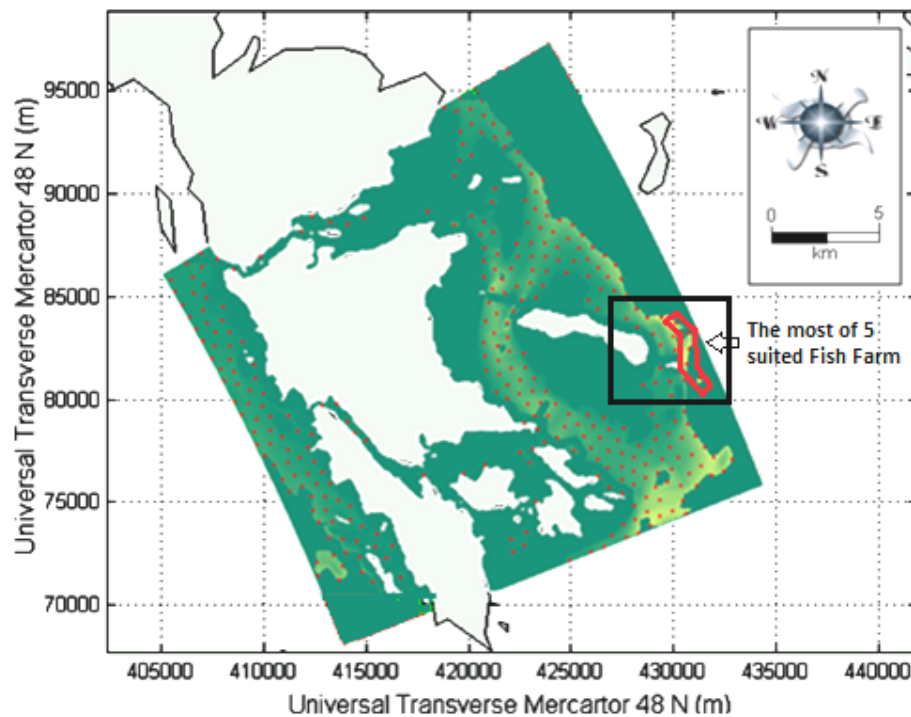 Universal Transverse Mercartor 48 N (m)
95000
90000
85000
80000
75000
70000
N
W
E
S
0 5
km
The most of 5
suited Fish Farm
405000 410000 415000 420000 425000 430000 435000 440000
Universal Transverse Mercartor 48 N (m)